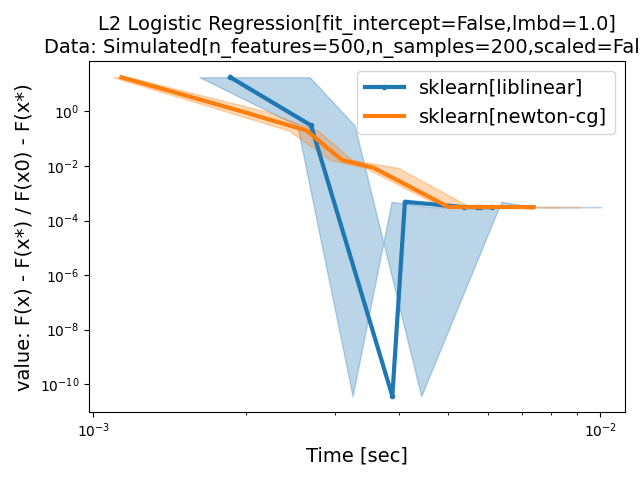 L2 Logistic Regression[fit_intercept=False,lmbd=1.0]
Data: Simulated[n_features=500,n_samples=200,scaled=Fal
sklearn[liblinear]
sklearn[newton-cg]
value: F(x) - F(x*) / F(x0) - F(x*)
10⁰
10⁻²
10⁻⁴
10⁻⁶
10⁻⁸
10⁻¹⁰
10⁻³
10⁻²
Time [sec]